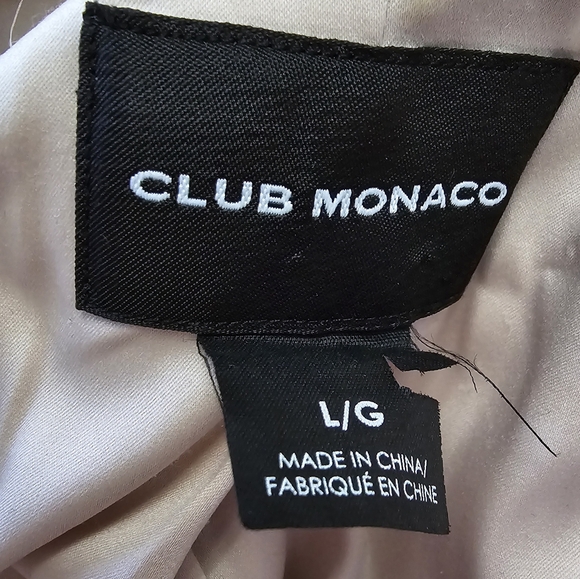 CLUB MONACO
L/G
MADE IN CHINA/
FABRIQUÉ EN CHINE